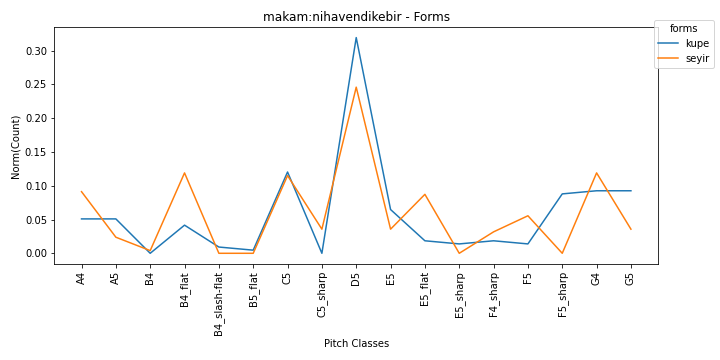 makam:nihavendikebir - Forms
forms
kupe
seyir
Norm(Count)
0.30
0.25
0.20
0.15
0.10
0.05
0.00
A4
A5
B4
B4_flat
B4_slash-flat
B5_flat
C5
C5_sharp
D5
E5
E5_flat
E5_sharp
F4_sharp
F5
F5_sharp
G4
G5
Pitch Classes